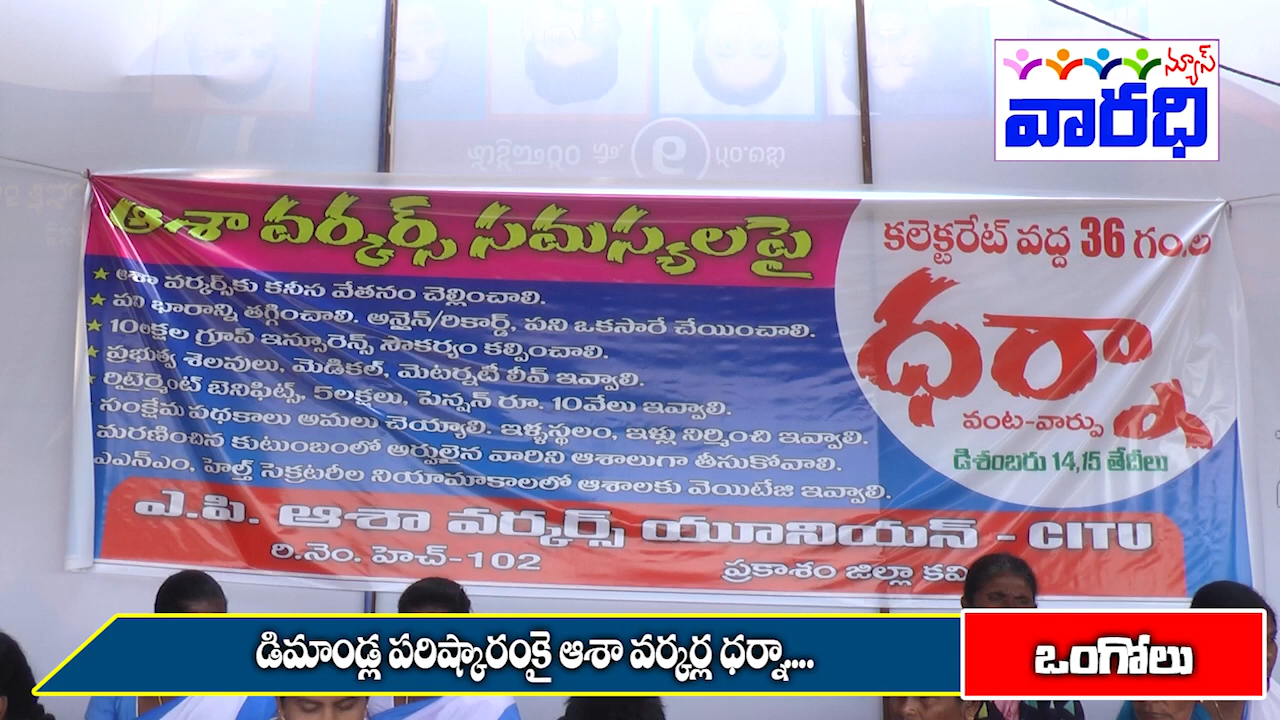 న్యూస్
వారధి
ఆశా వర్కర్స్ సమస్యలపై
ఆశా వర్కర్స్‌కు కనీస వేతనం చెల్లించాలి.
పని భారాన్ని తగ్గించాలి. అన్లైన్/రికార్డ్, పని ఒకసారే చేయించాలి.
10లక్షల గ్రూప్ ఇన్సూరెన్స్ సౌకర్యం కల్పించాలి.
ప్రభుత్వ శెలవులు, మెడికల్, మెటర్నటీ లీవ్ ఇవ్వాలి.
రిటైర్మెంట్ బెనిఫిట్స్, 5లక్షలు, పెన్షన్ రూ. 10వేలు ఇవ్వాలి.
సంక్షేమ పథకాలు అమలు చెయ్యాలి. ఇళ్ళస్థలం, ఇళ్లు నిర్మించి ఇవ్వాలి.
మరణించిన కుటుంబంలో అర్హులైన వారిని ఆశాలుగా తీసుకోవాలి.
ఎఎన్ఎం, హెల్త్ సెక్రటరీల నియామాకాలలో ఆశాలకు వెయిటేజి ఇవ్వాలి.
కలెక్టరేట్ వద్ద 36 గం.ల
ధర్నా
వంట-వార్పు
డిశంబరు 14,15 తేదీలు
ఎ.పి. ఆశా వర్కర్స్ యూనియన్ - CITU
రి.నెం. హెచ్-102
ప్రకాశం జిల్లా
డిమాండ్ల పరిష్కారంకై ఆశా వర్కర్ల ధర్నా....
ఒంగోలు